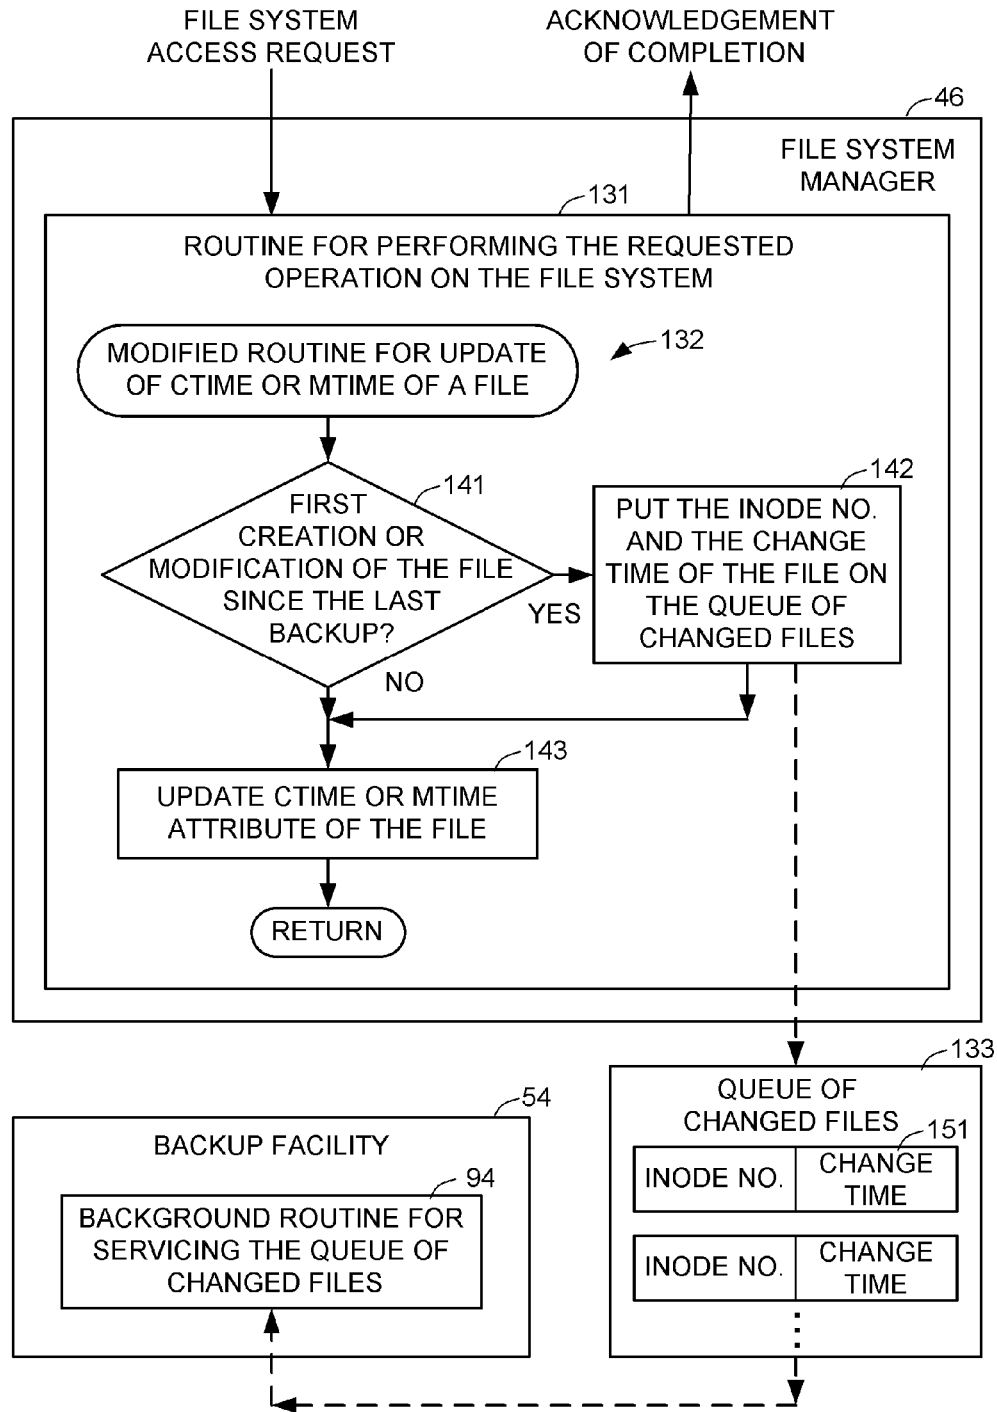 FILE SYSTEM
ACCESS REQUEST
ACKNOWLEDGEMENT
OF COMPLETION
46
FILE SYSTEM
MANAGER
131
ROUTINE FOR PERFORMING THE REQUESTED
OPERATION ON THE FILE SYSTEM
MODIFIED ROUTINE FOR UPDATE
OF CTIME OR MTIME OF A FILE
132
141
FIRST
CREATION OR
MODIFICATION OF THE FILE
SINCE THE LAST
BACKUP?
YES
NO
142
PUT THE INODE NO.
AND THE CHANGE
TIME OF THE FILE ON
THE QUEUE OF
CHANGED FILES
143
UPDATE CTIME OR MTIME
ATTRIBUTE OF THE FILE
RETURN
133
QUEUE OF
CHANGED FILES
151
INODE NO.
CHANGE
TIME
INODE NO.
CHANGE
TIME
54
BACKUP FACILITY
94
BACKGROUND ROUTINE FOR
SERVICING THE QUEUE OF
CHANGED FILES